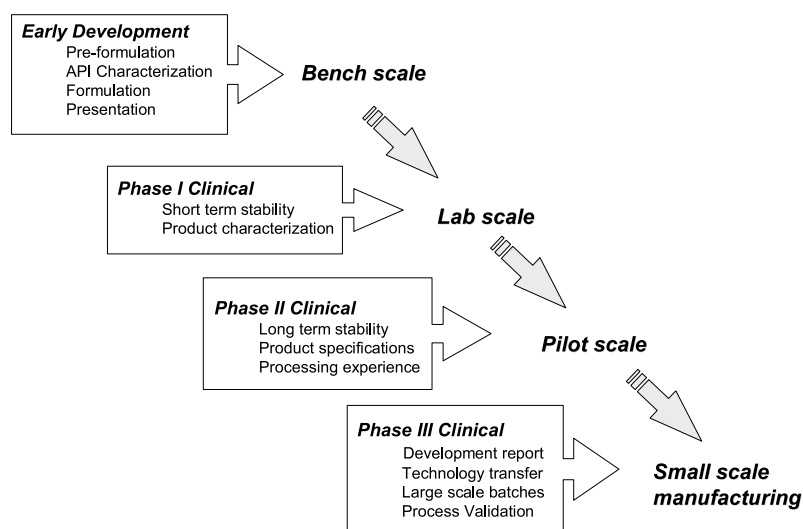 Early Development
Pre-formulation
API Characterization
Formulation
Presentation
Bench scale
Phase I Clinical
Short term stability
Product characterization
Lab scale
Phase II Clinical
Long term stability
Product specifications
Processing experience
Pilot scale
Phase III Clinical
Development report
Technology transfer
Large scale batches
Process Validation
Small scale
manufacturing